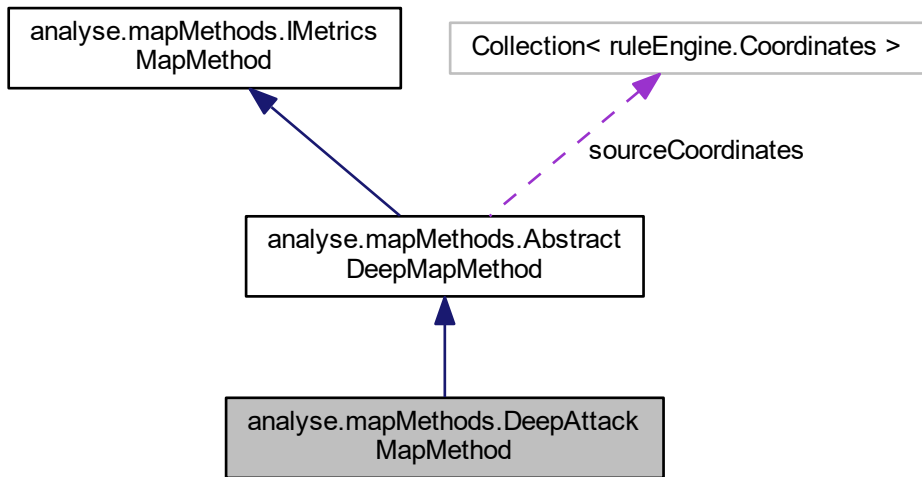 analyse.mapMethods.IMetrics
MapMethod
Collection< ruleEngine.Coordinates >
sourceCoordinates
analyse.mapMethods.Abstract
DeepMapMethod
analyse.mapMethods.DeepAttack
MapMethod